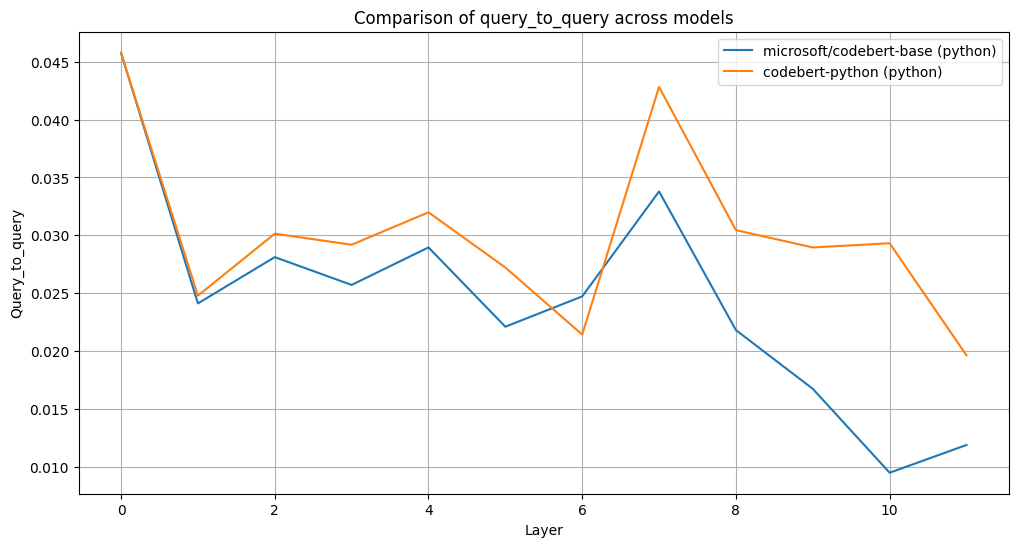 Comparison of query_to_query across models
microsoft/codebert-base (python)
codebert-python (python)
Query_to_query
0.045
0.040
0.035
0.030
0.025
0.020
0.015
0.010
0 2 4 6 8 10
Layer